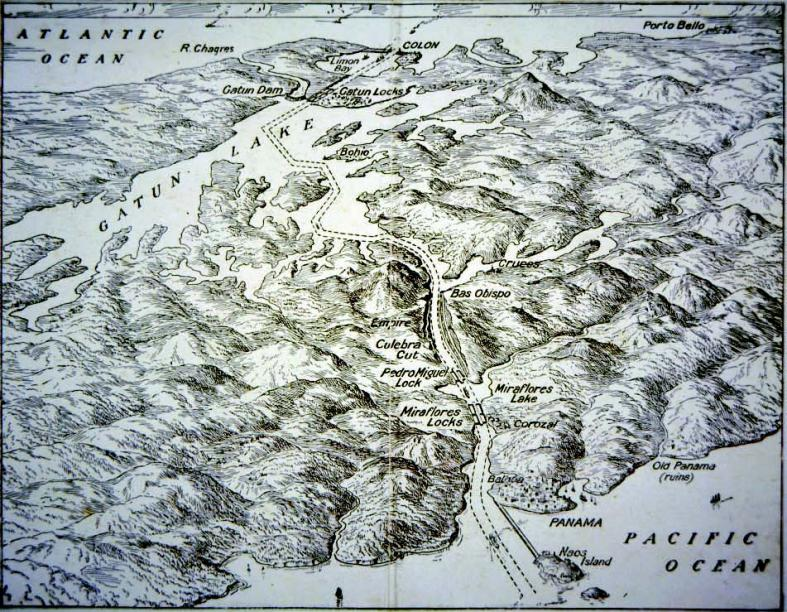 ATLANTIC
OCEAN
Porto Bello
R. Chagres
COLON
Limon
Bay
Gatun Dam
Gatun Locks
GATUN LAKE
Bohio
Cruces
Bas Obispo
Empire
Culebra
Cut
Pedro Miguel
Lock
Miraflores
Lake
Miraflores
Locks
Corozal
Old Panama
(ruins)
Balboa
PANAMA
PACIFIC
OCEAN
Naos
Island